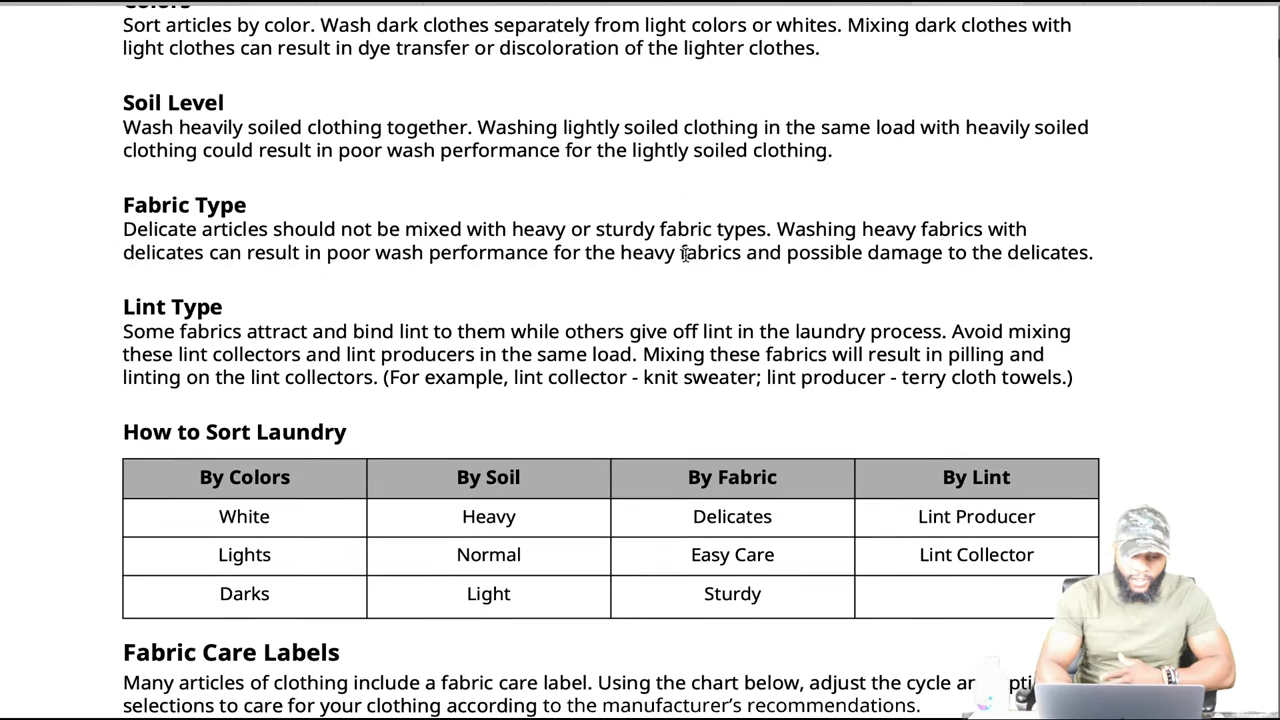 Colors
Sort articles by color. Wash dark clothes separately from light colors or whites. Mixing dark clothes with
light clothes can result in dye transfer or discoloration of the lighter clothes.
Soil Level
Wash heavily soiled clothing together. Washing lightly soiled clothing in the same load with heavily soiled
clothing could result in poor wash performance for the lightly soiled clothing.
Fabric Type
Delicate articles should not be mixed with heavy or sturdy fabric types. Washing heavy fabrics with
delicates can result in poor wash performance for the heavy fabrics and possible damage to the delicates.
Lint Type
Some fabrics attract and bind lint to them while others give off lint in the laundry process. Avoid mixing
these lint collectors and lint producers in the same load. Mixing these fabrics will result in pilling and
linting on the lint collectors. (For example, lint collector - knit sweater; lint producer - terry cloth towels.)
How to Sort Laundry
By Colors By Soil By Fabric By Lint
White Heavy Delicates Lint Producer
Lights Normal Easy Care Lint Collector
Darks Light Sturdy
Fabric Care Labels
Many articles of clothing include a fabric care label. Using the chart below, adjust the cycle
selections to care for your clothing according to the manufacturer's recommendations.